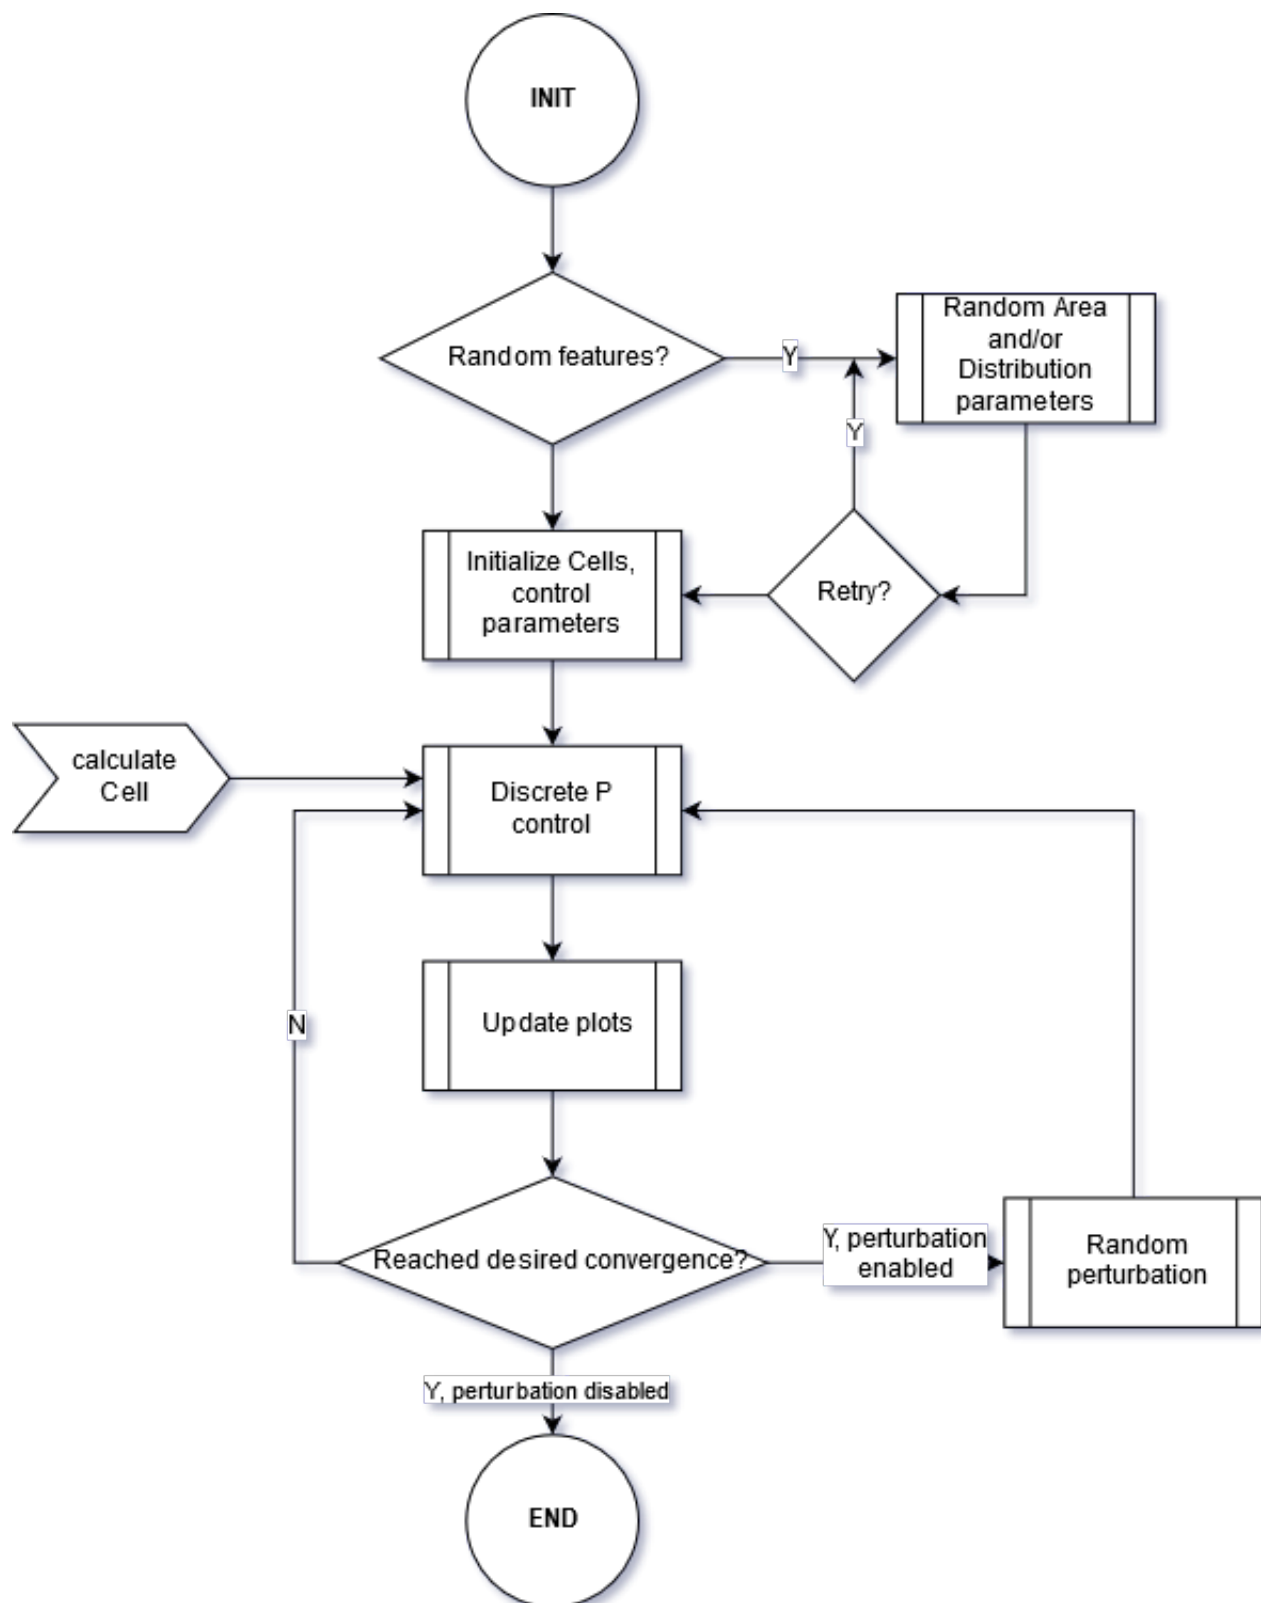 INIT
Random features?
Y
Random Area
and/or
Distribution
parameters
Y
Initialize Cells,
control
parameters
Retry?
calculate
Cell
Discrete P
control
N
Update plots
Reached desired convergence?
Y, perturbation
enabled
Random
perturbation
Y, perturbation disabled
END